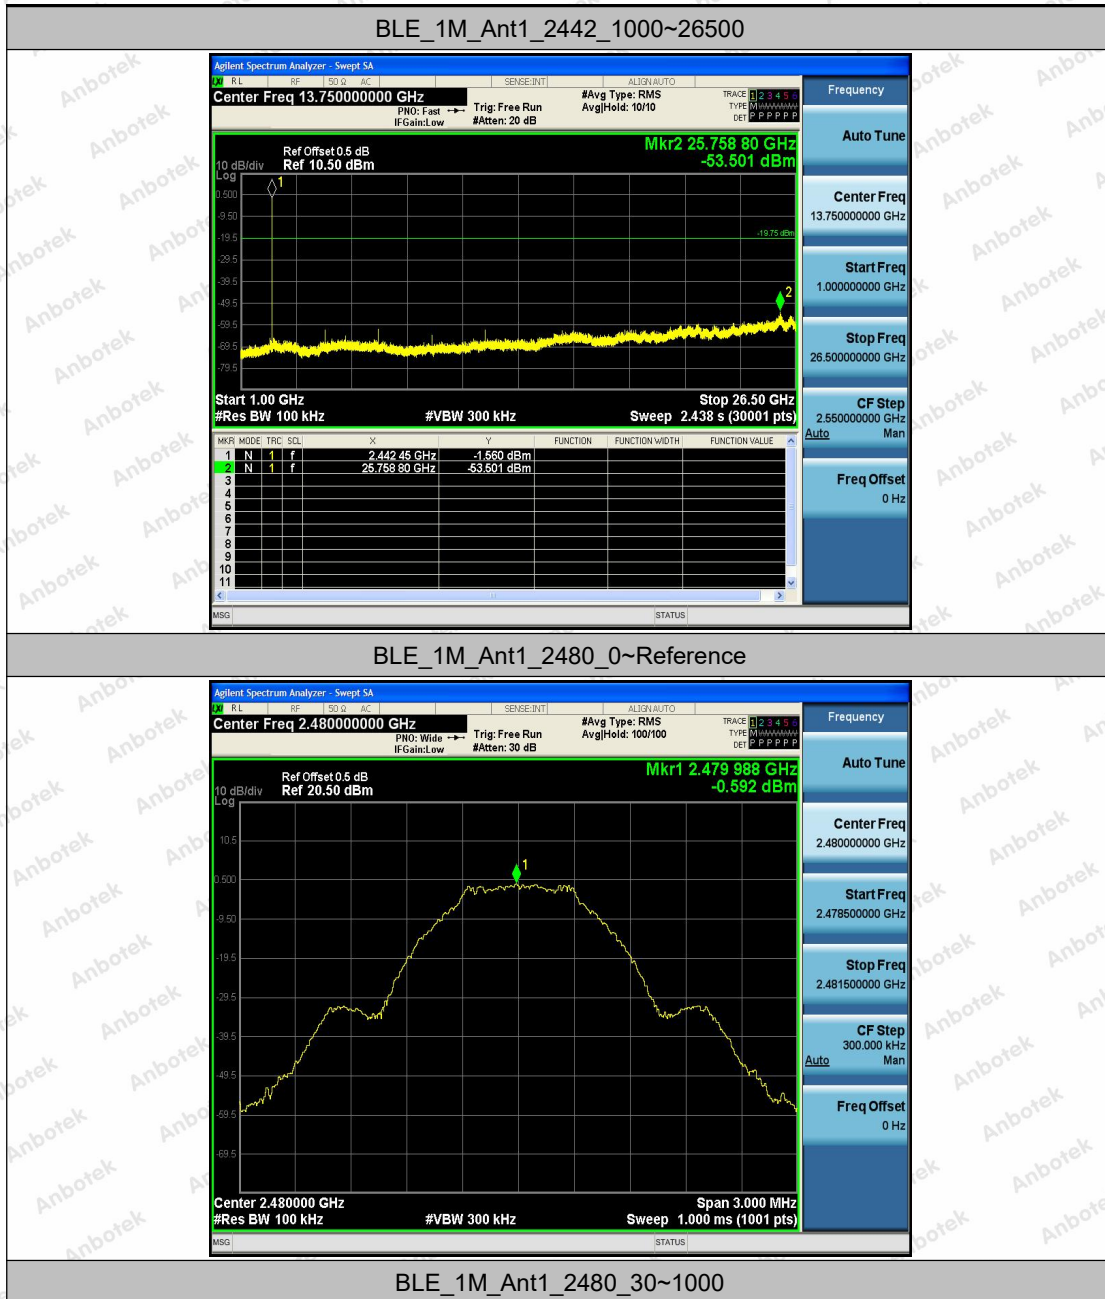 BLE_1M_Ant1_2442_1000~26500
Agilent Spectrum Analyzer - Swept SA
RL RF 50 Ω AC SENSE:INT ALIGN AUTO
Center Freq 13.750000000 GHz
PNO: Fast
IFGain:Low
Trig: Free Run
#Atten: 20 dB
#Avg Type: RMS
Avg|Hold: 10/10
TRACE 1 2 3 4 5 6
TYPE M
DET P P P P P P
Mkr2 25.758 80 GHz
-53.501 dBm
Ref Offset 0.5 dB
10 dB/div Ref 10.50 dBm
Log
1
0.500
-9.50
-19.5
-19.75 dBm
-29.5
-39.5
-49.5
2
-59.5
-69.5
-79.5
Start 1.00 GHz Stop 26.50 GHz
#Res BW 100 kHz #VBW 300 kHz Sweep 2.438 s (30001 pts)
MKR MODE TRC SCL X Y FUNCTION FUNCTION WIDTH FUNCTION VALUE
1 N 1 f 2.442 45 GHz -1.560 dBm
2 N 1 f 25.758 80 GHz -53.501 dBm
3
4
5
6
7
8
9
10
11
MSG STATUS
Frequency
Auto Tune
Center Freq
13.750000000 GHz
Start Freq
1.000000000 GHz
Stop Freq
26.500000000 GHz
CF Step
2.550000000 GHz
Auto Man
Freq Offset
0 Hz
BLE_1M_Ant1_2480_0~Reference
Agilent Spectrum Analyzer - Swept SA
RL RF 50 Ω AC SENSE:INT ALIGN AUTO
Center Freq 2.480000000 GHz
PNO: Wide
IFGain:Low
Trig: Free Run
#Atten: 30 dB
#Avg Type: RMS
Avg|Hold: 100/100
TRACE 1 2 3 4 5 6
TYPE M
DET P P P P P P
Mkr1 2.479 988 GHz
-0.592 dBm
Ref Offset 0.5 dB
10 dB/div Ref 20.50 dBm
Log
10.5
1
0.500
-9.50
-19.5
-29.5
-39.5
-49.5
-59.5
-69.5
Center 2.480000 GHz Span 3.000 MHz
#Res BW 100 kHz #VBW 300 kHz Sweep 1.000 ms (1001 pts)
MSG STATUS
Frequency
Auto Tune
Center Freq
2.480000000 GHz
Start Freq
2.478500000 GHz
Stop Freq
2.481500000 GHz
CF Step
300.000 kHz
Auto Man
Freq Offset
0 Hz
BLE_1M_Ant1_2480_30~1000